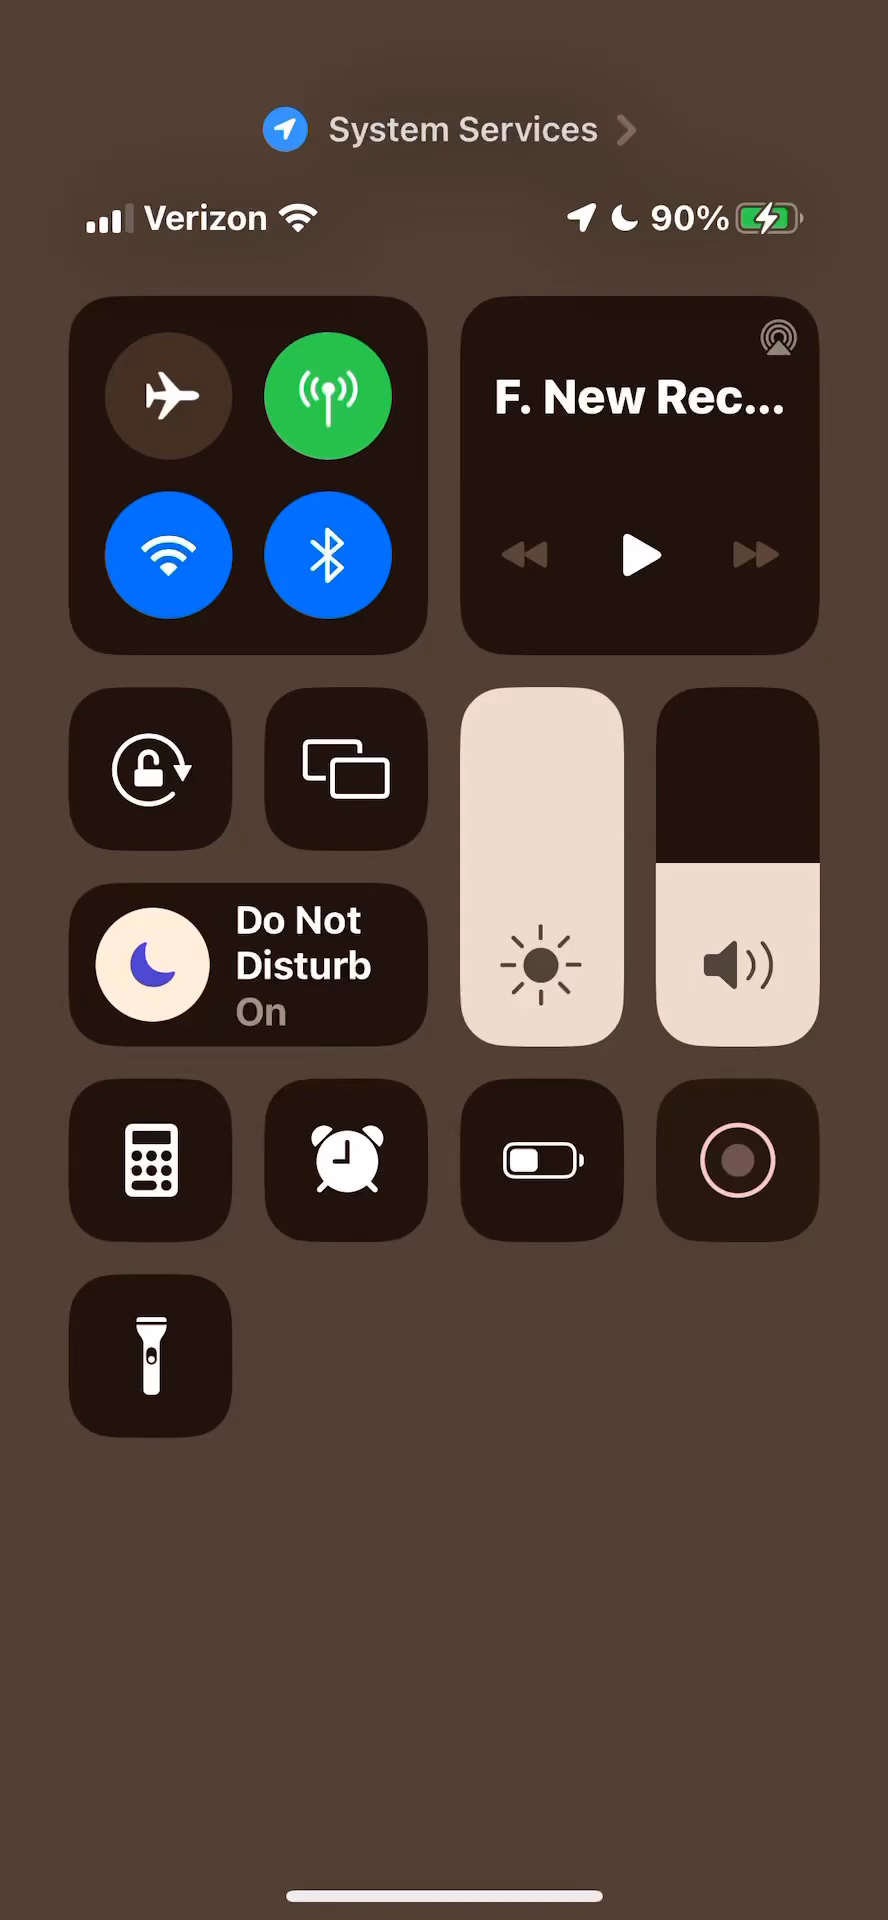 System Services
Verizon 90%
F. New Rec...
Do Not
Disturb
On